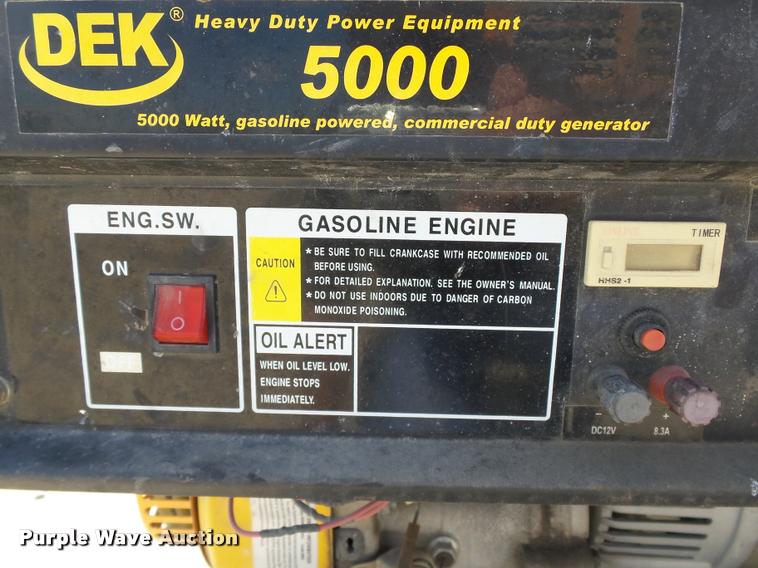 DEK®
Heavy Duty Power Equipment
5000
5000 Watt, gasoline powered, commercial duty generator
ENG.SW.
ON
GASOLINE ENGINE
CAUTION
* BE SURE TO FILL CRANKCASE WITH RECOMMENDED OIL
BEFORE USING.
* FOR DETAILED EXPLANATION. SEE THE OWNER'S MANUAL.
* DO NOT USE INDOORS DUE TO DANGER OF CARBON
MONOXIDE POISONING.
OIL ALERT
WHEN OIL LEVEL LOW.
ENGINE STOPS
IMMEDIATELY.
TIMER
HHS2 -1
- +
DC12V 8.3A
Purple Wave Auction